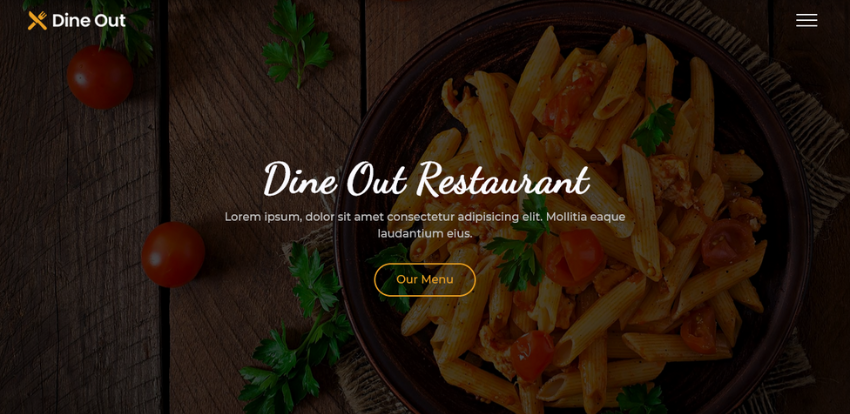 Dine Out
Dine Out Restaurant
Lorem ipsum, dolor sit amet consectetur adipisicing elit. Mollitia eaque
laudantium eius.
Our Menu